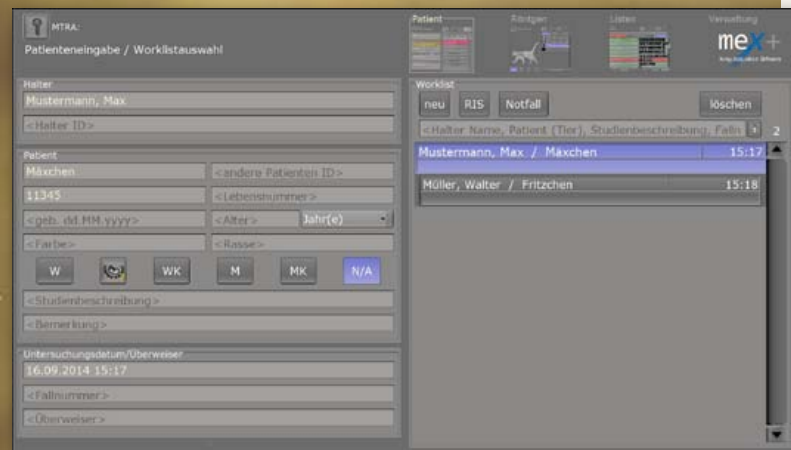 MTRA:
Patienteneingabe / Worklistauswahl
Patient
Röntgen
Listen
Verwaltung
mex+
Halter
Mustermann, Max
<Halter ID>
Patient
Mäxchen
<andere Patienten ID>
11345
<Lebensnummer>
<geb. dd.MM.yyyy>
<Alter>
Jahr(e)
<Farbe>
<Rasse>
W
WK
M
MK
N/A
<Studienbeschreibung>
<Bemerkung>
Untersuchungsdatum/Überweiser
16.09.2014 15:17
<Fallnummer>
<Überweiser>
Worklist
neu
RIS
Notfall
löschen
<Halter Name, Patient (Tier), Studienbeschreibung, Falln
2
Mustermann, Max / Mäxchen 15:17
Müller, Walter / Fritzchen 15:18